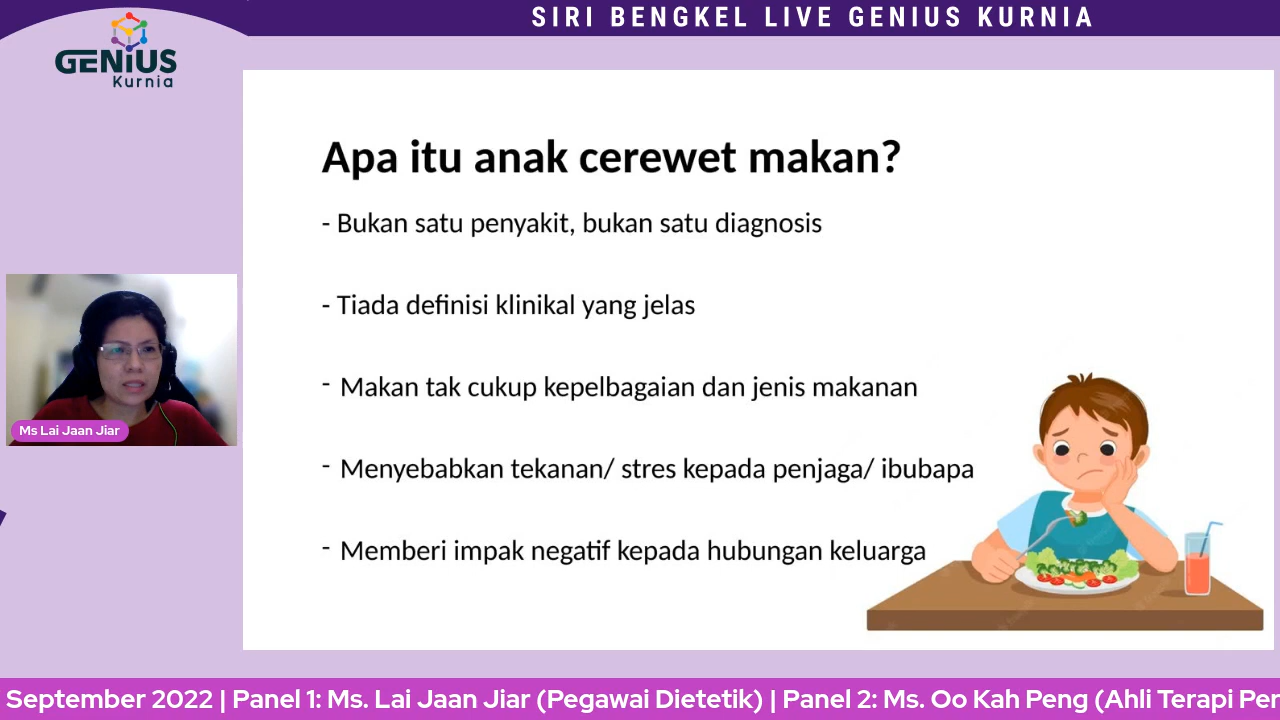 SIRI BENGKEL LIVE GENIUS KURNIA
GENIUS
Kurnia
Apa itu anak cerewet makan?
- Bukan satu penyakit, bukan satu diagnosis
- Tiada definisi klinikal yang jelas
- Makan tak cukup kepelbagaian dan jenis makanan
- Menyebabkan tekanan/ stres kepada penjaga/ ibubapa
- Memberi impak negatif kepada hubungan keluarga
Ms Lai Jaan Jiar
September 2022 | Panel 1: Ms. Lai Jaan Jiar (Pegawai Dietetik) | Panel 2: Ms. Oo Kah Peng (Ahli Terapi Per